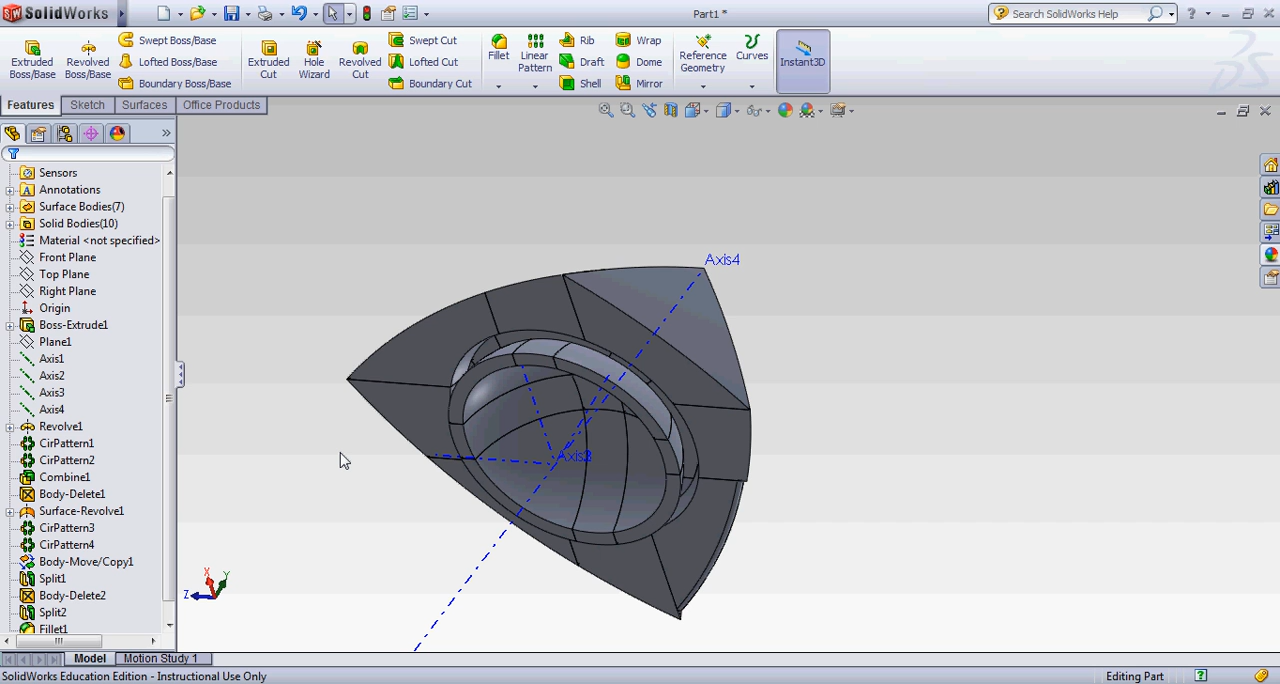 SolidWorks
Part1 *
Search SolidWorks Help
Extruded Boss/Base
Revolved Boss/Base
Swept Boss/Base
Lofted Boss/Base
Boundary Boss/Base
Extruded Cut
Hole Wizard
Revolved Cut
Swept Cut
Lofted Cut
Boundary Cut
Fillet
Linear Pattern
Rib
Draft
Shell
Wrap
Dome
Mirror
Reference Geometry
Curves
Instant3D
Features
Sketch
Surfaces
Office Products
Sensors
Annotations
Surface Bodies(7)
Solid Bodies(10)
Material <not specified>
Front Plane
Top Plane
Right Plane
Origin
Boss-Extrude1
Plane1
Axis1
Axis2
Axis3
Axis4
Revolve1
CirPattern1
CirPattern2
Combine1
Body-Delete1
Surface-Revolve1
CirPattern3
CirPattern4
Body-Move/Copy1
Split1
Body-Delete2
Split2
Fillet1
Axis4
X
Y
Z
Model
Motion Study 1
SolidWorks Education Edition - Instructional Use Only
Editing Part